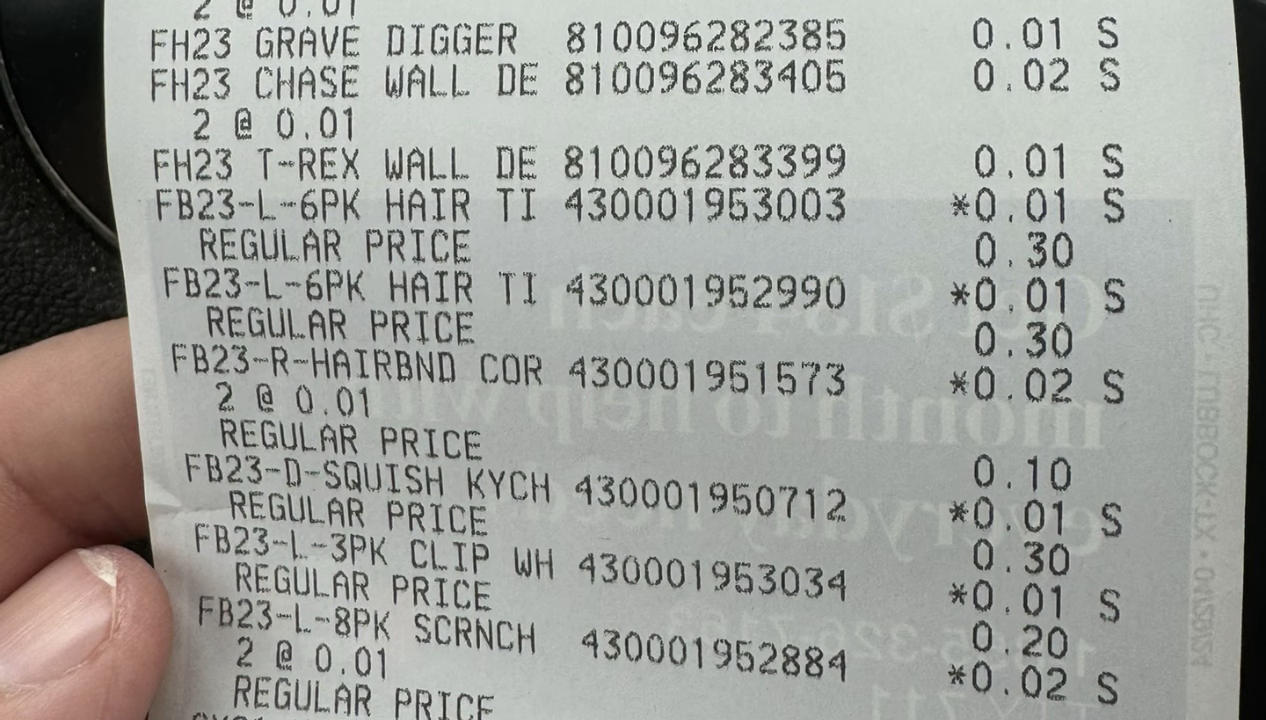 2 @ 0.01
FH23 GRAVE DIGGER 810096282385 0.01 S
FH23 CHASE WALL DE 810096283405 0.02 S
2 @ 0.01
FH23 T-REX WALL DE 810096283399 0.01 S
FB23-L-6PK HAIR TI 430001953003 *0.01 S
REGULAR PRICE 0.30
FB23-L-6PK HAIR TI 430001952990 *0.01 S
REGULAR PRICE 0.30
FB23-R-HAIRBND COR 430001951573 *0.02 S
2 @ 0.01
REGULAR PRICE 0.10
FB23-D-SQUISH KYCH 430001950712 *0.01 S
REGULAR PRICE 0.30
FB23-L-3PK CLIP WH 430001953034 *0.01 S
REGULAR PRICE 0.20
FB23-L-8PK SCRNCH 430001952884 *0.02 S
2 @ 0.01
REGULAR PRICE